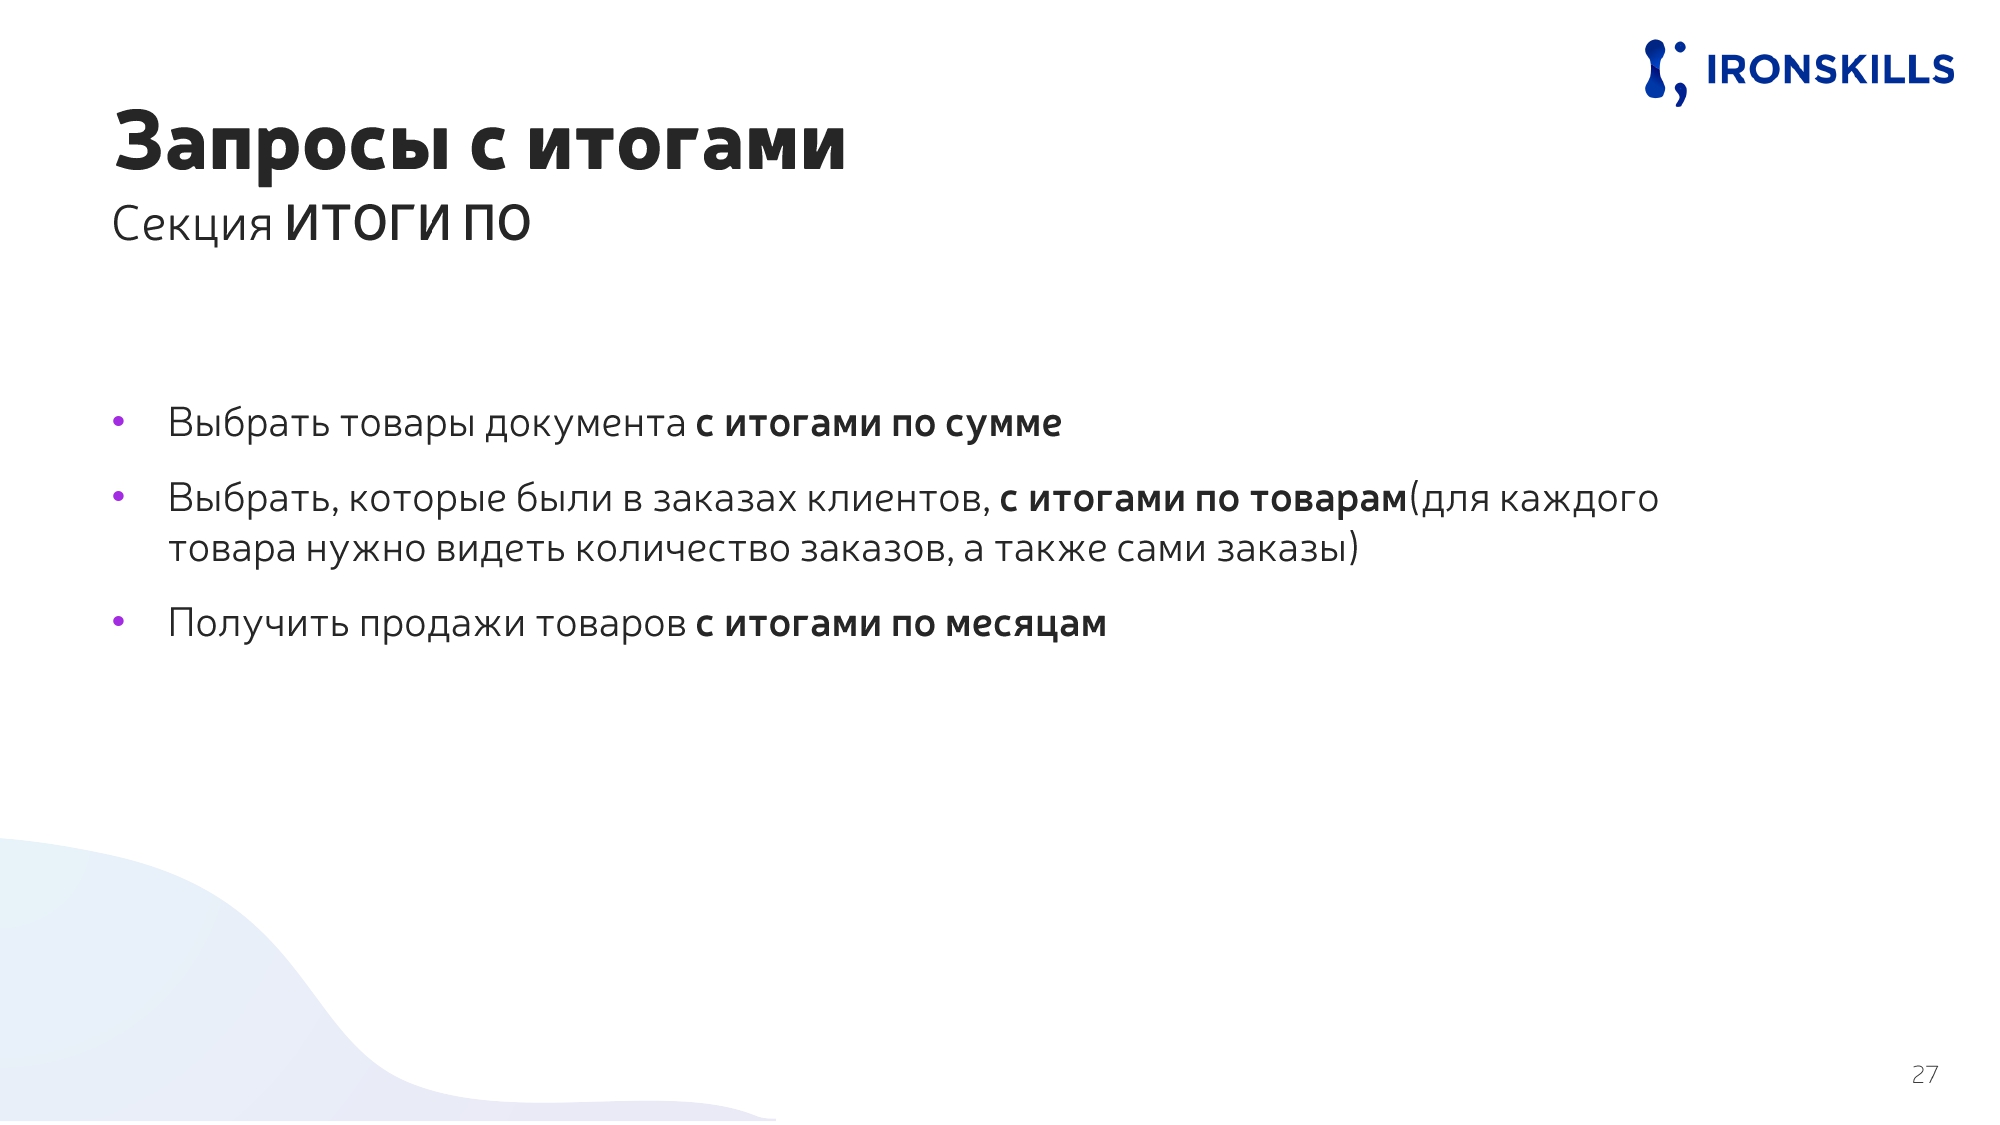 IRONSKILLS
Запросы с итогами
Секция ИТОГИ ПО
• Выбрать товары документа с итогами по сумме
• Выбрать, которые были в заказах клиентов, с итогами по товарам(для каждого
товара нужно видеть количество заказов, а также сами заказы)
• Получить продажи товаров с итогами по месяцам
27